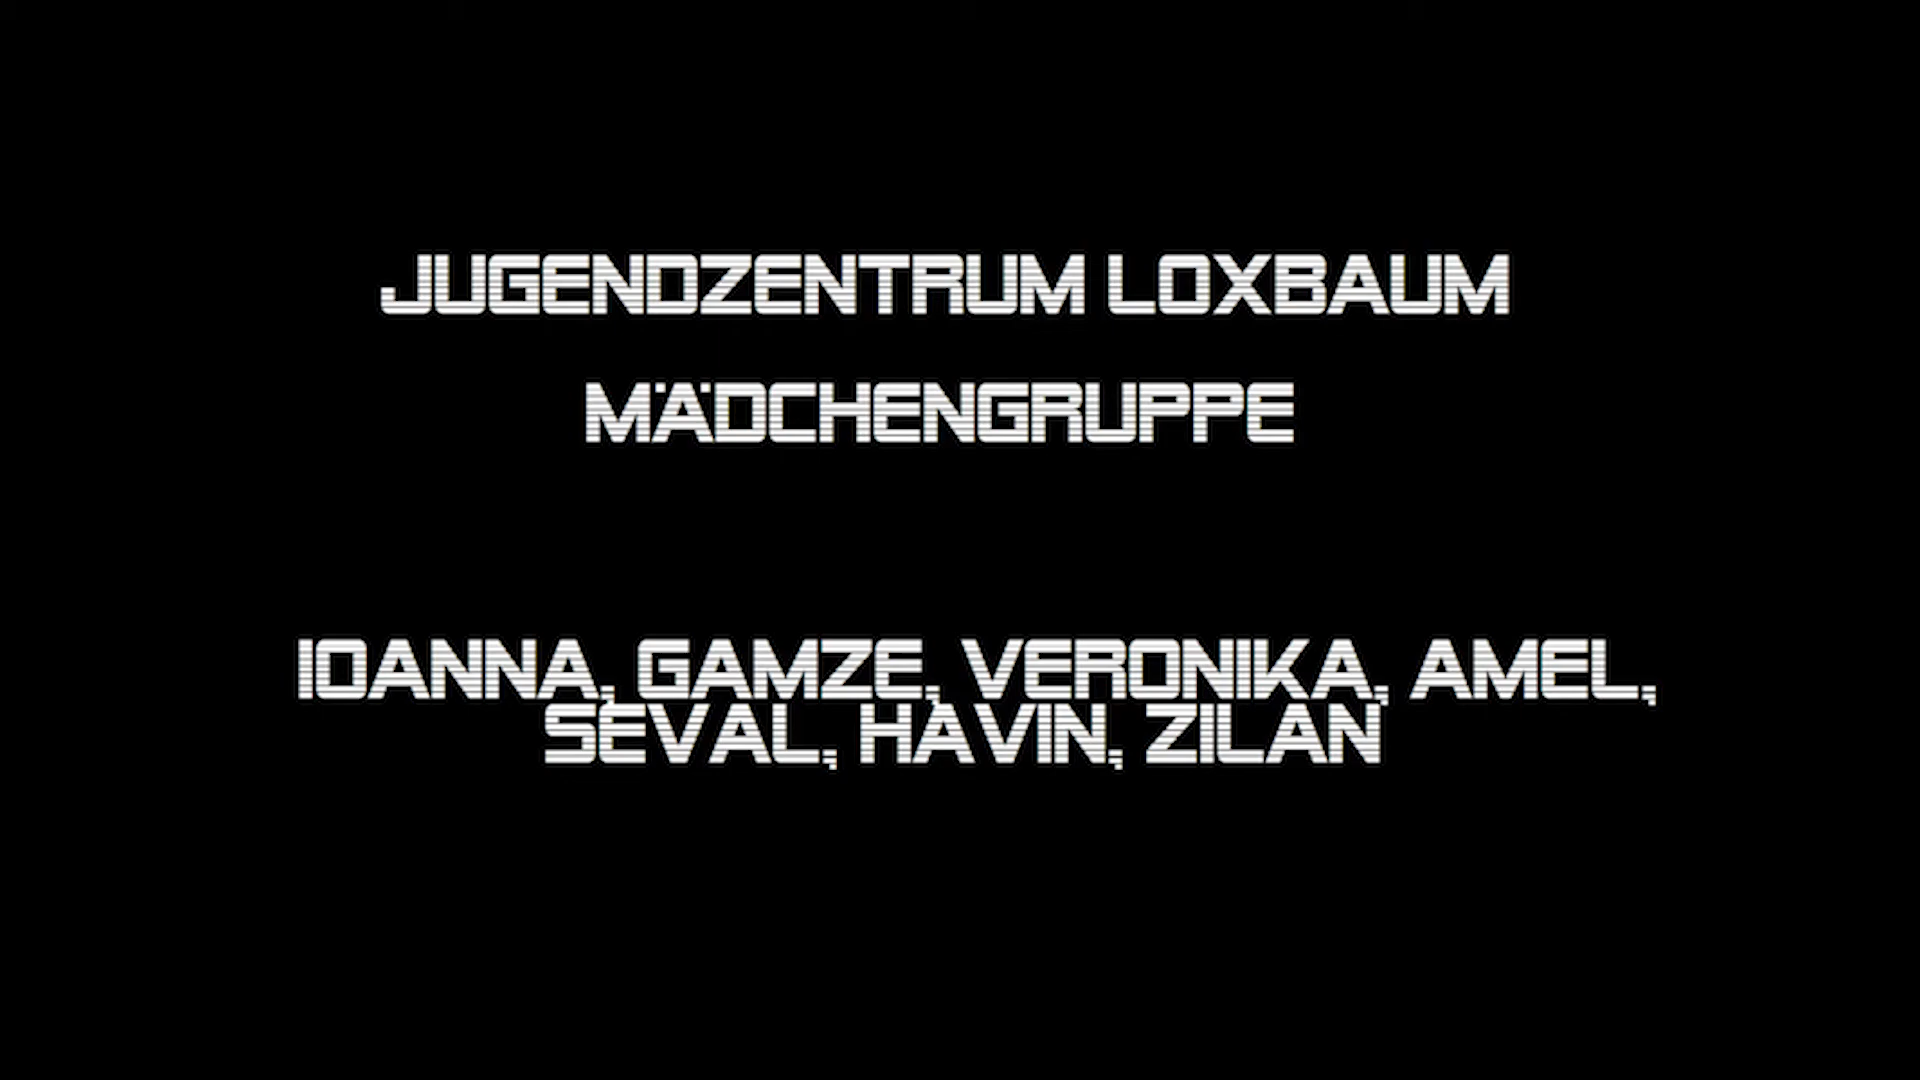 JUGENDZENTRUM LOXBAUM
MÄDCHENGRUPPE
IOANNA, GAMZE, VERONIKA, AMEL,
SEVAL, HAVIN, ZILAN